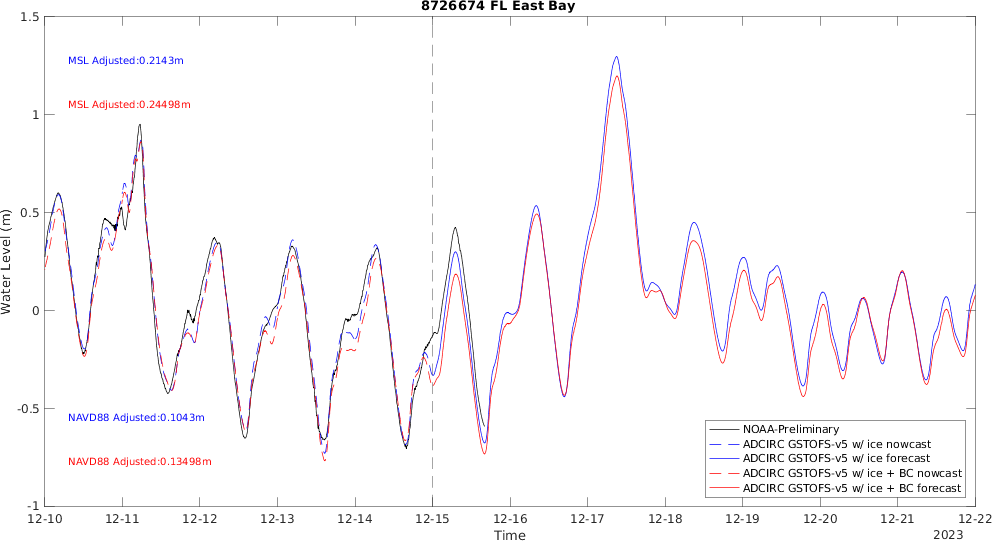 8726674 FL East Bay
1.5
1
0.5
0
-0.5
-1
Water Level (m)
MSL Adjusted:0.2143m
MSL Adjusted:0.24498m
NAVD88 Adjusted:0.1043m
NAVD88 Adjusted:0.13498m
NOAA-Preliminary
ADCIRC GSTOFS-v5 w/ ice nowcast
ADCIRC GSTOFS-v5 w/ ice forecast
ADCIRC GSTOFS-v5 w/ ice + BC nowcast
ADCIRC GSTOFS-v5 w/ ice + BC forecast
12-10 12-11 12-12 12-13 12-14 12-15 12-16 12-17 12-18 12-19 12-20 12-21 12-22
Time
2023